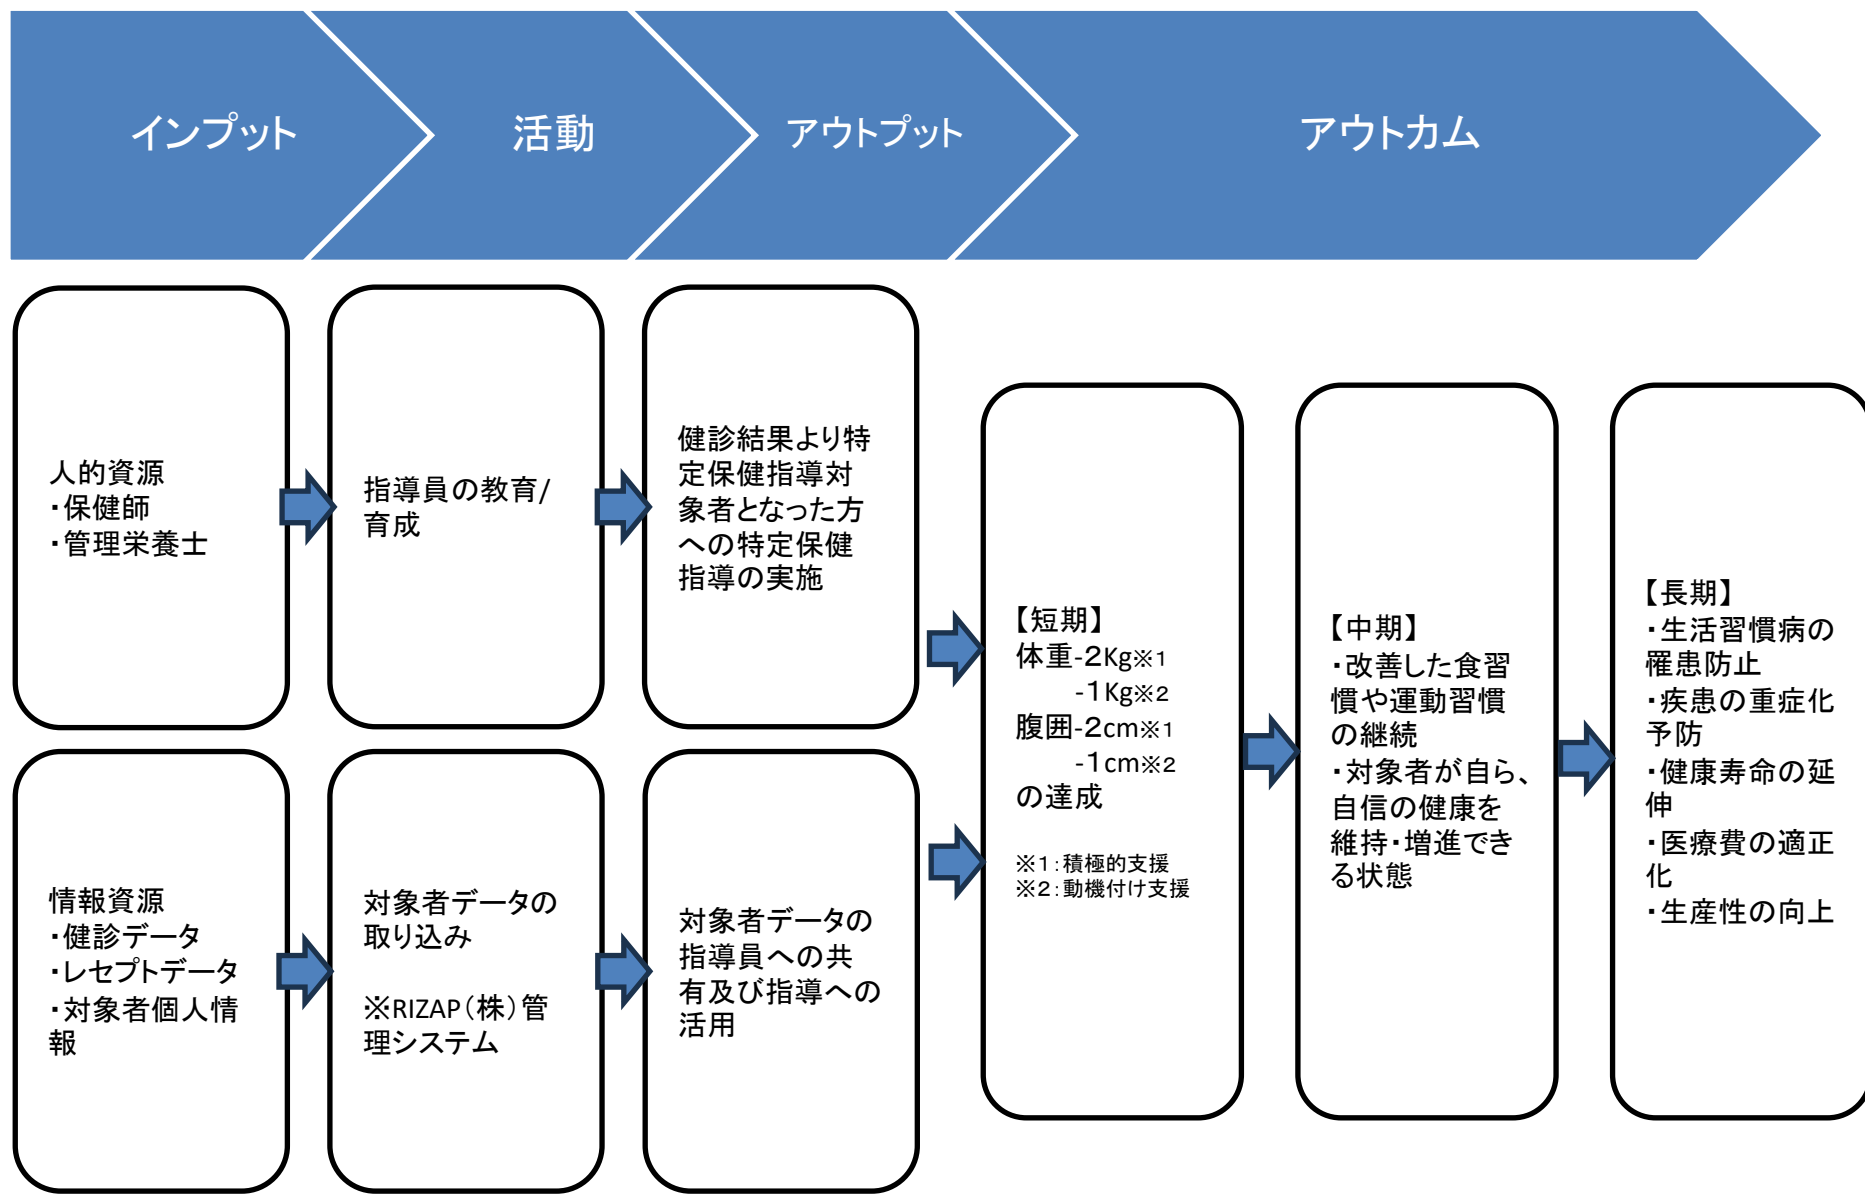 インプット
活動
アウトプット
アウトカム
人的資源
・保健師
・管理栄養士
指導員の教育/
育成
健診結果より特
定保健指導対
象者となった方
への特定保健
指導の実施
情報資源
・健診データ
・レセプトデータ
・対象者個人情
報
対象者データの
取り込み
※RIZAP（株）管
理システム
対象者データの
指導員への共
有及び指導への
活用
【短期】
体重-2Kg※1
-1Kg※2
腹囲-2cm※1
-1cm※2
の達成
※1：積極的支援
※2：動機付け支援
【中期】
・改善した食習
慣や運動習慣
の継続
・対象者が自ら、
自信の健康を
維持・増進でき
る状態
【長期】
・生活習慣病の
罹患防止
・疾患の重症化
予防
・健康寿命の延
伸
・医療費の適正
化
・生産性の向上